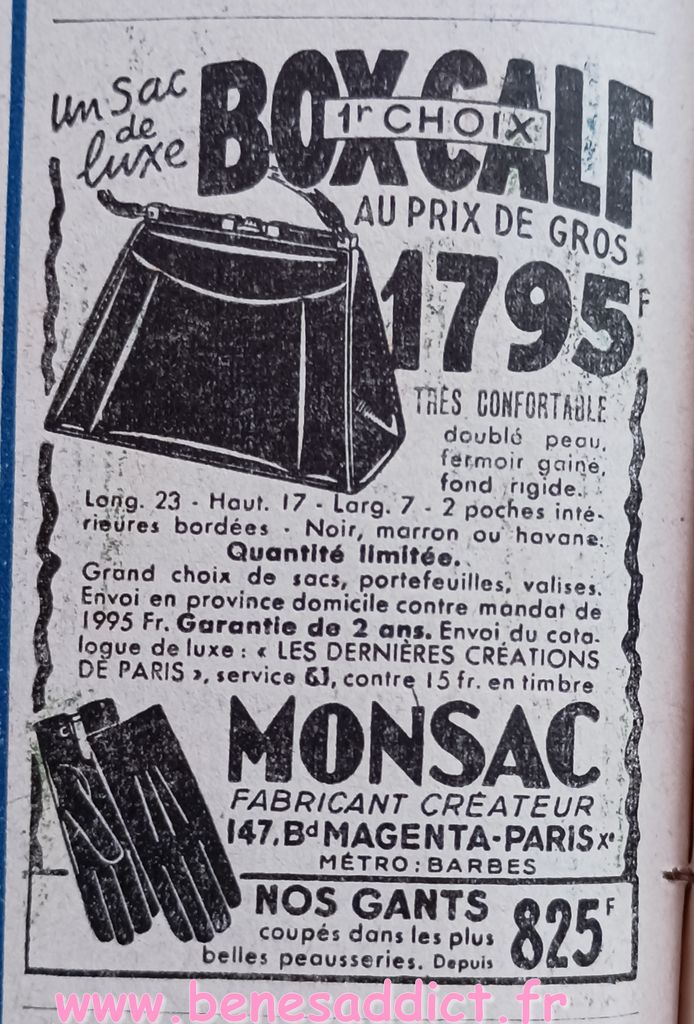 un sac
de
luxe
BOX-CALF
1r CHOIX
AU PRIX DE GROS
1795F
TRÈS CONFORTABLE
doublé peau,
fermoir gainé,
fond rigide.
Long. 23 - Haut. 17 - Larg. 7 - 2 poches inté-
rieures bordées - Noir, marron ou havane.
Quantité limitée.
Grand choix de sacs, portefeuilles, valises.
Envoi en province domicile contre mandat de
1995 Fr. Garantie de 2 ans. Envoi du cata-
logue de luxe : « LES DERNIÈRES CRÉATIONS
DE PARIS », service 61, contre 15 fr. en timbre
MONSAC
FABRICANT CRÉATEUR
147, Bd MAGENTA-PARIS Xe
MÉTRO : BARBES
NOS GANTS
coupés dans les plus
belles peausseries. Depuis
825F
www.benesaddict.fr